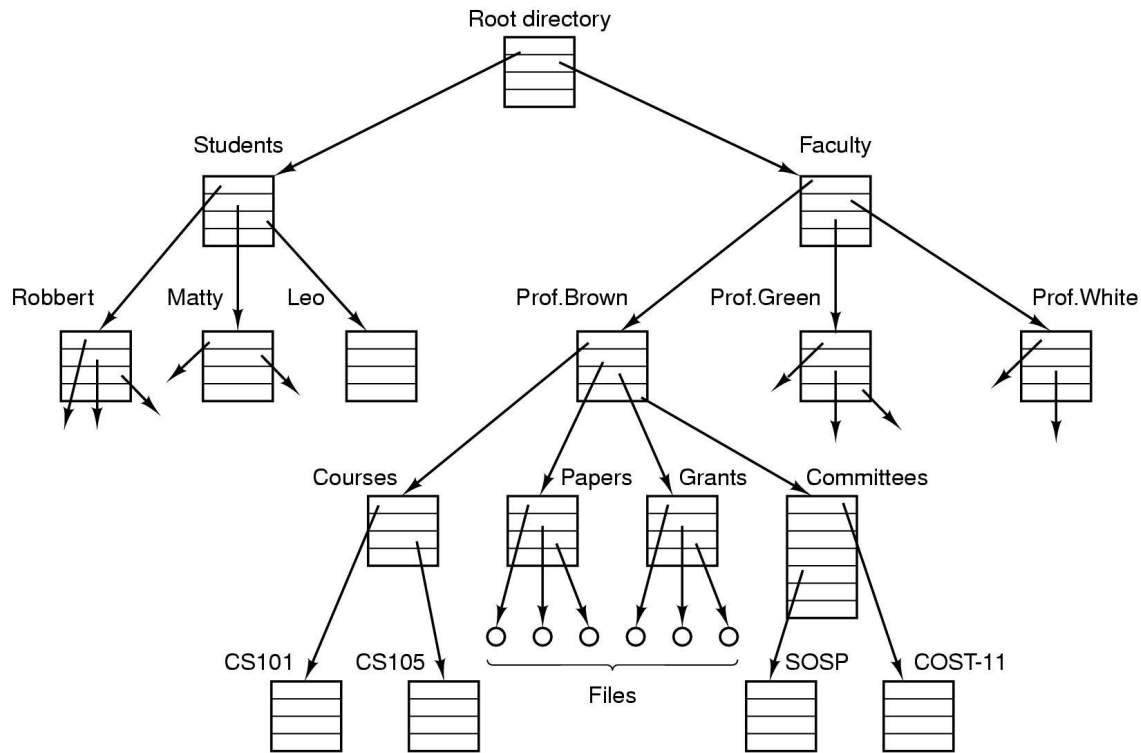 Root directory
Students
Faculty
Robbert
Matty
Leo
Prof.Brown
Prof.Green
Prof.White
Courses
Papers
Grants
Committees
CS101
CS105
SOSP
COST-11
Files